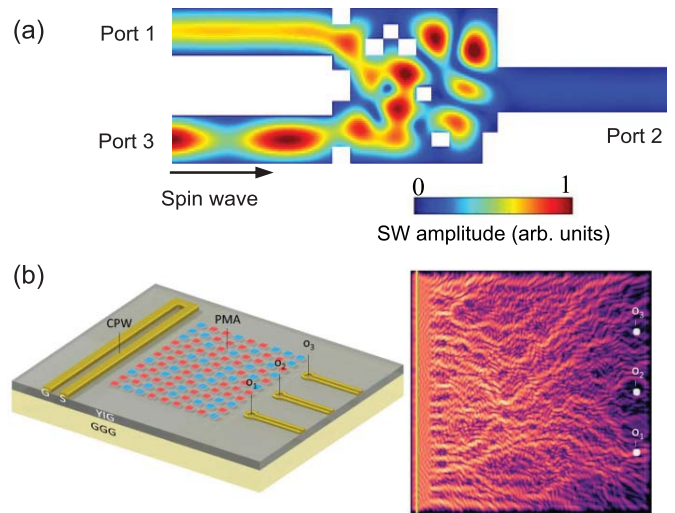 (a)
Port 1
Port 3
Port 2
Spin wave
0 1
SW amplitude (arb. units)
(b)
CPW
PMA
O3
O2
O1
G S
YIG
GGG
O3
O2
O1